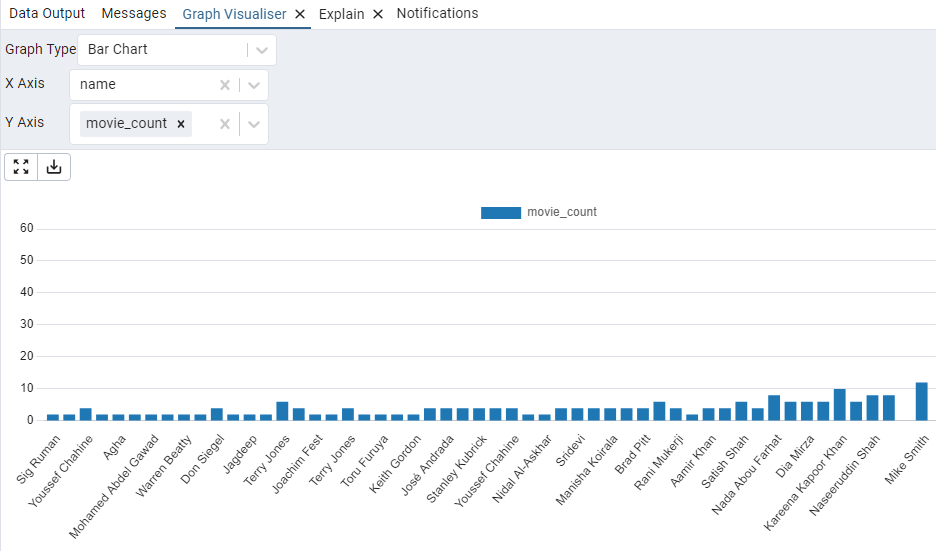 Data Output Messages Graph Visualiser Explain Notifications
Graph Type Bar Chart
X Axis name
Y Axis movie_count
movie_count
60
50
40
30
20
10
0
Sig Ruman
Youssef Chahine
Agha
Mohamed Abdel Gawad
Warren Beatty
Don Siegel
Jagdeep
Terry Jones
Joachim Fest
Terry Jones
Toru Furuya
Keith Gordon
José Andrada
Stanley Kubrick
Youssef Chahine
Nidal Al-Askhar
Sridevi
Manisha Koirala
Brad Pitt
Rani Mukerji
Aamir Khan
Satish Shah
Nada Abou Farhat
Dia Mirza
Kareena Kapoor Khan
Naseeruddin Shah
Mike Smith